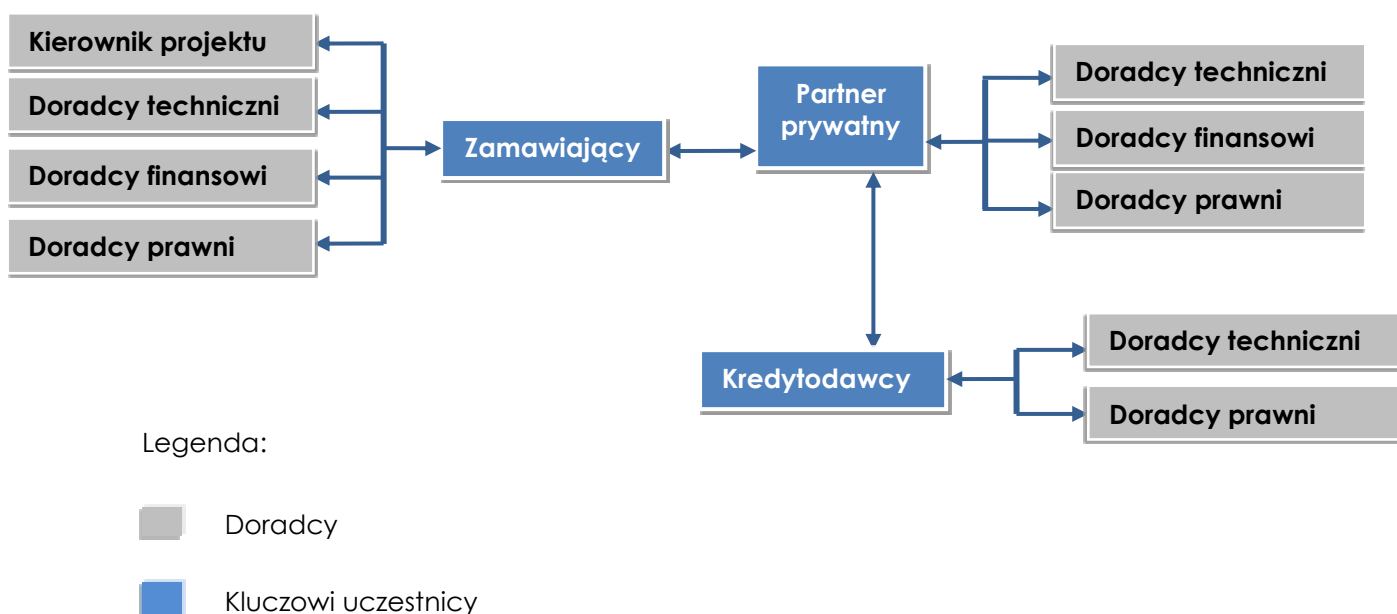 Kierownik projektu
Doradcy techniczni
Doradcy finansowi
Doradcy prawni
Zamawiający
Partner
prywatny
Doradcy techniczni
Doradcy finansowi
Doradcy prawni
Kredytodawcy
Doradcy techniczni
Doradcy prawni
Legenda:
Doradcy
Kluczowi uczestnicy